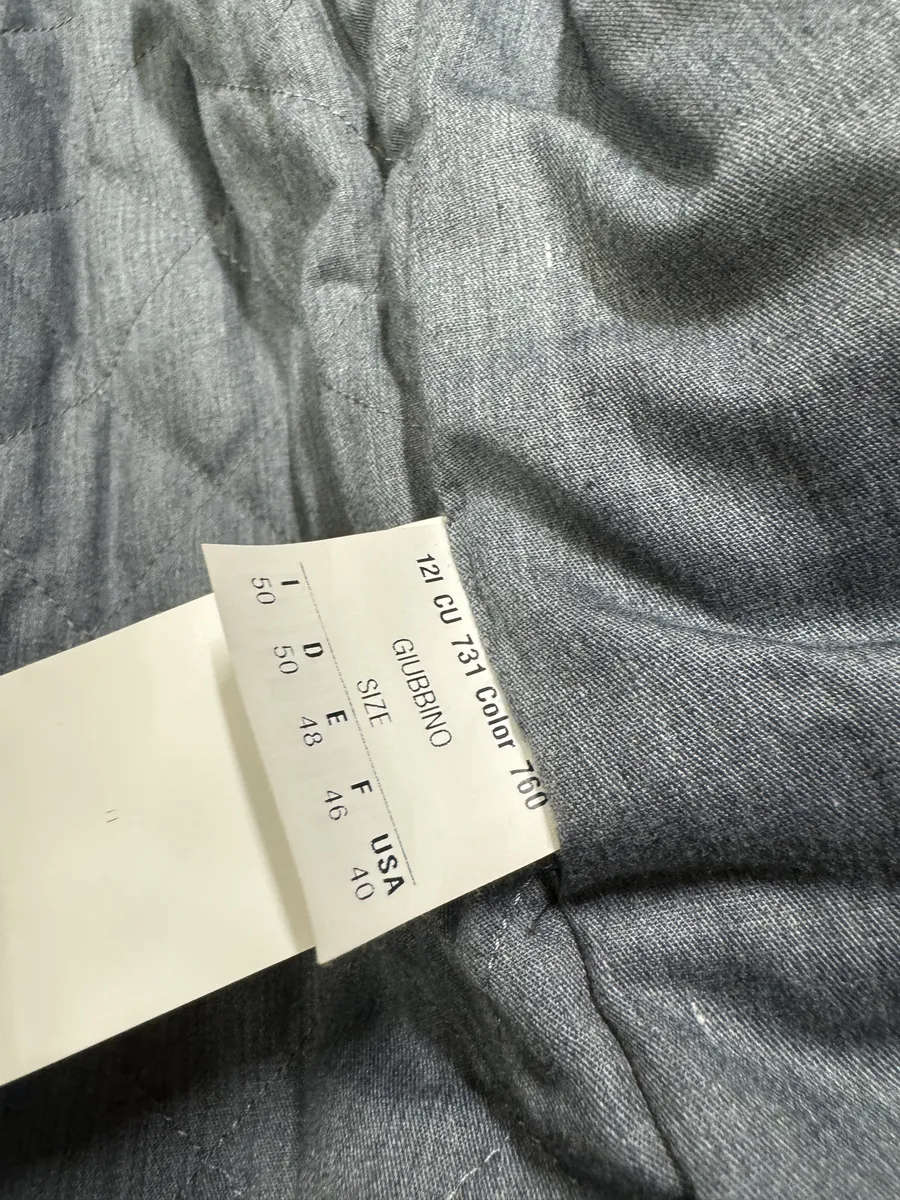 12I CU 731 Color 760
GIUBBINO
SIZE
I D E F USA
50 50 48 46 40